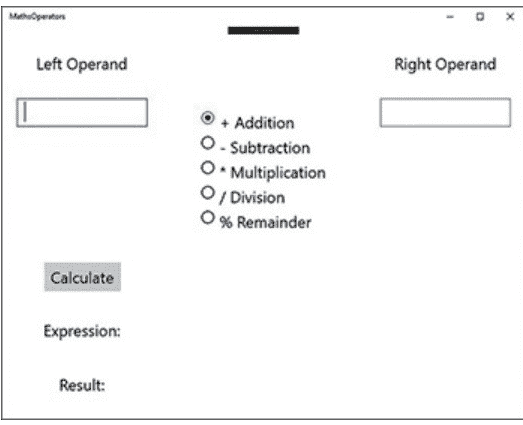 MathsOperators
Left Operand
Right Operand
+ Addition
- Subtraction
* Multiplication
/ Division
% Remainder
Calculate
Expression:
Result: